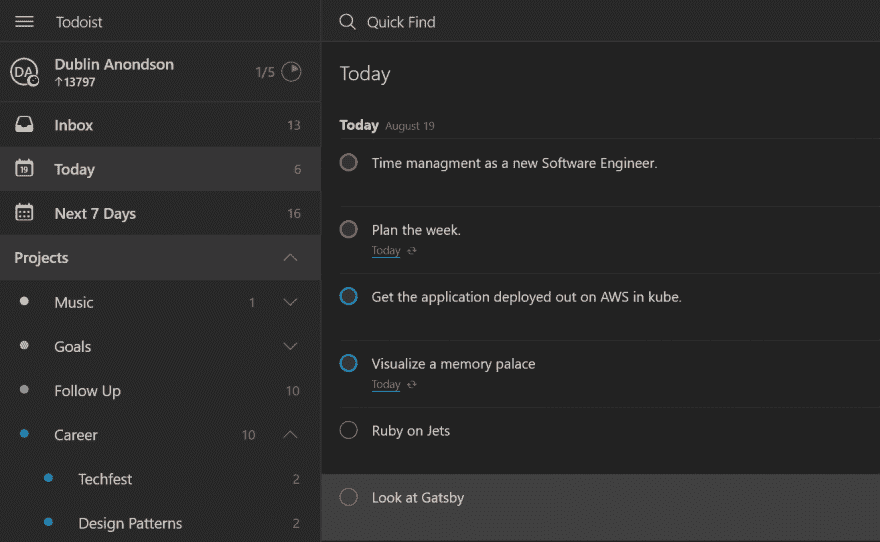 Todoist
DA
Dublin Anondson
↑13797
1/5
Inbox 13
19
Today 6
Next 7 Days 16
Projects
Music 1
Goals
Follow Up 10
Career 10
Techfest 2
Design Patterns 2
Quick Find
Today
Today August 19
Time managment as a new Software Engineer.
Plan the week.
Today
Get the application deployed out on AWS in kube.
Visualize a memory palace
Today
Ruby on Jets
Look at Gatsby